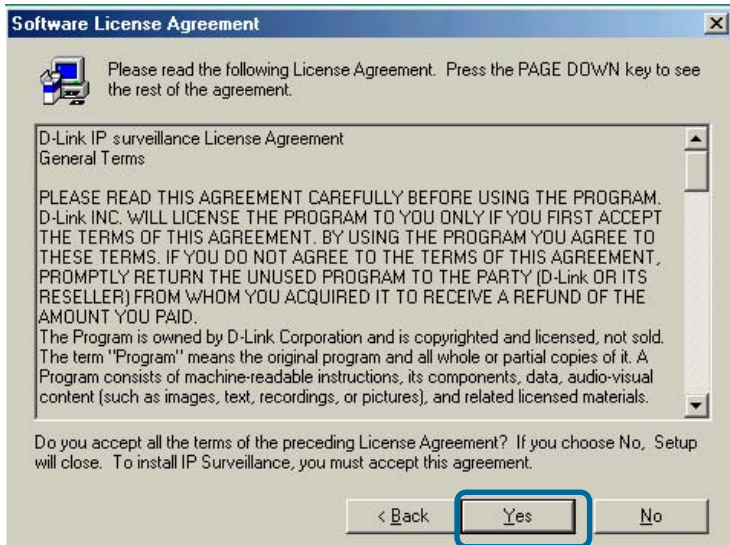 Software License Agreement
Please read the following License Agreement. Press the PAGE DOWN key to see
the rest of the agreement.
D-Link IP surveillance License Agreement
General Terms
PLEASE READ THIS AGREEMENT CAREFULLY BEFORE USING THE PROGRAM.
D-Link INC. WILL LICENSE THE PROGRAM TO YOU ONLY IF YOU FIRST ACCEPT
THE TERMS OF THIS AGREEMENT. BY USING THE PROGRAM YOU AGREE TO
THESE TERMS. IF YOU DO NOT AGREE TO THE TERMS OF THIS AGREEMENT,
PROMPTLY RETURN THE UNUSED PROGRAM TO THE PARTY (D-Link OR ITS
RESELLER) FROM WHOM YOU ACQUIRED IT TO RECEIVE A REFUND OF THE
AMOUNT YOU PAID.
The Program is owned by D-Link Corporation and is copyrighted and licensed, not sold.
The term "Program" means the original program and all whole or partial copies of it. A
Program consists of machine-readable instructions, its components, data, audio-visual
content (such as images, text, recordings, or pictures), and related licensed materials.
Do you accept all the terms of the preceding License Agreement? If you choose No, Setup
will close. To install IP Surveillance, you must accept this agreement.
< Back Yes No